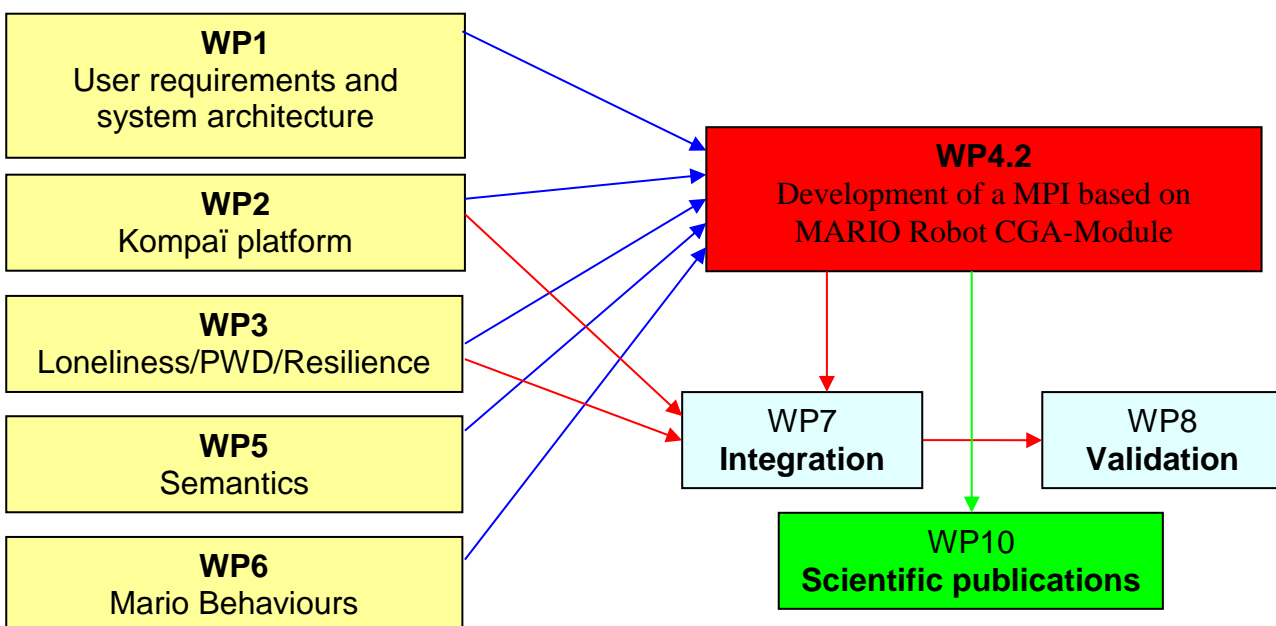 WP1
User requirements and
system architecture
WP2
Kompaï platform
WP3
Loneliness/PWD/Resilience
WP5
Semantics
WP6
Mario Behaviours
WP4.2
Development of a MPI based on
MARIO Robot CGA-Module
WP7
Integration
WP8
Validation
WP10
Scientific publications